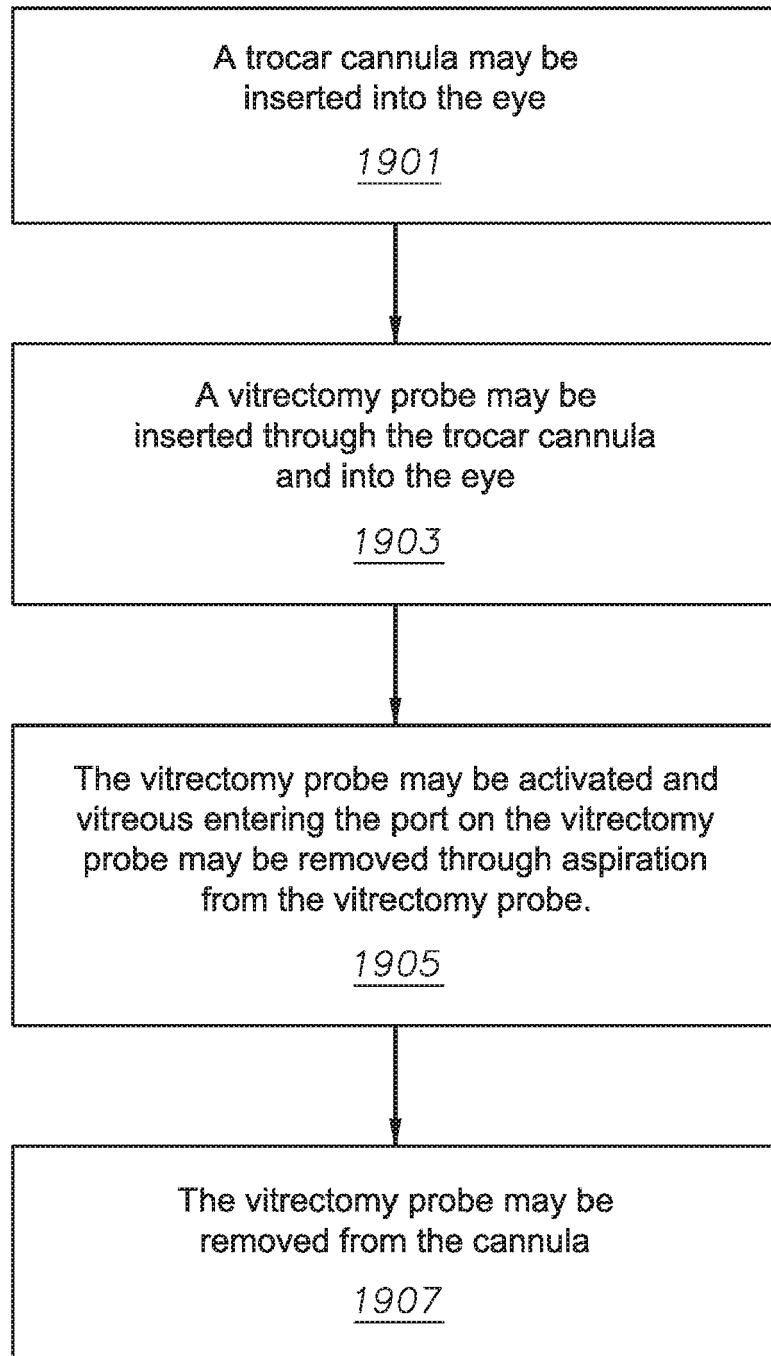 A trocar cannula may be
inserted into the eye
1901
A vitrectomy probe may be
inserted through the trocar cannula
and into the eye
1903
The vitrectomy probe may be activated and
vitreous entering the port on the vitrectomy
probe may be removed through aspiration
from the vitrectomy probe.
1905
The vitrectomy probe may be
removed from the cannula
1907